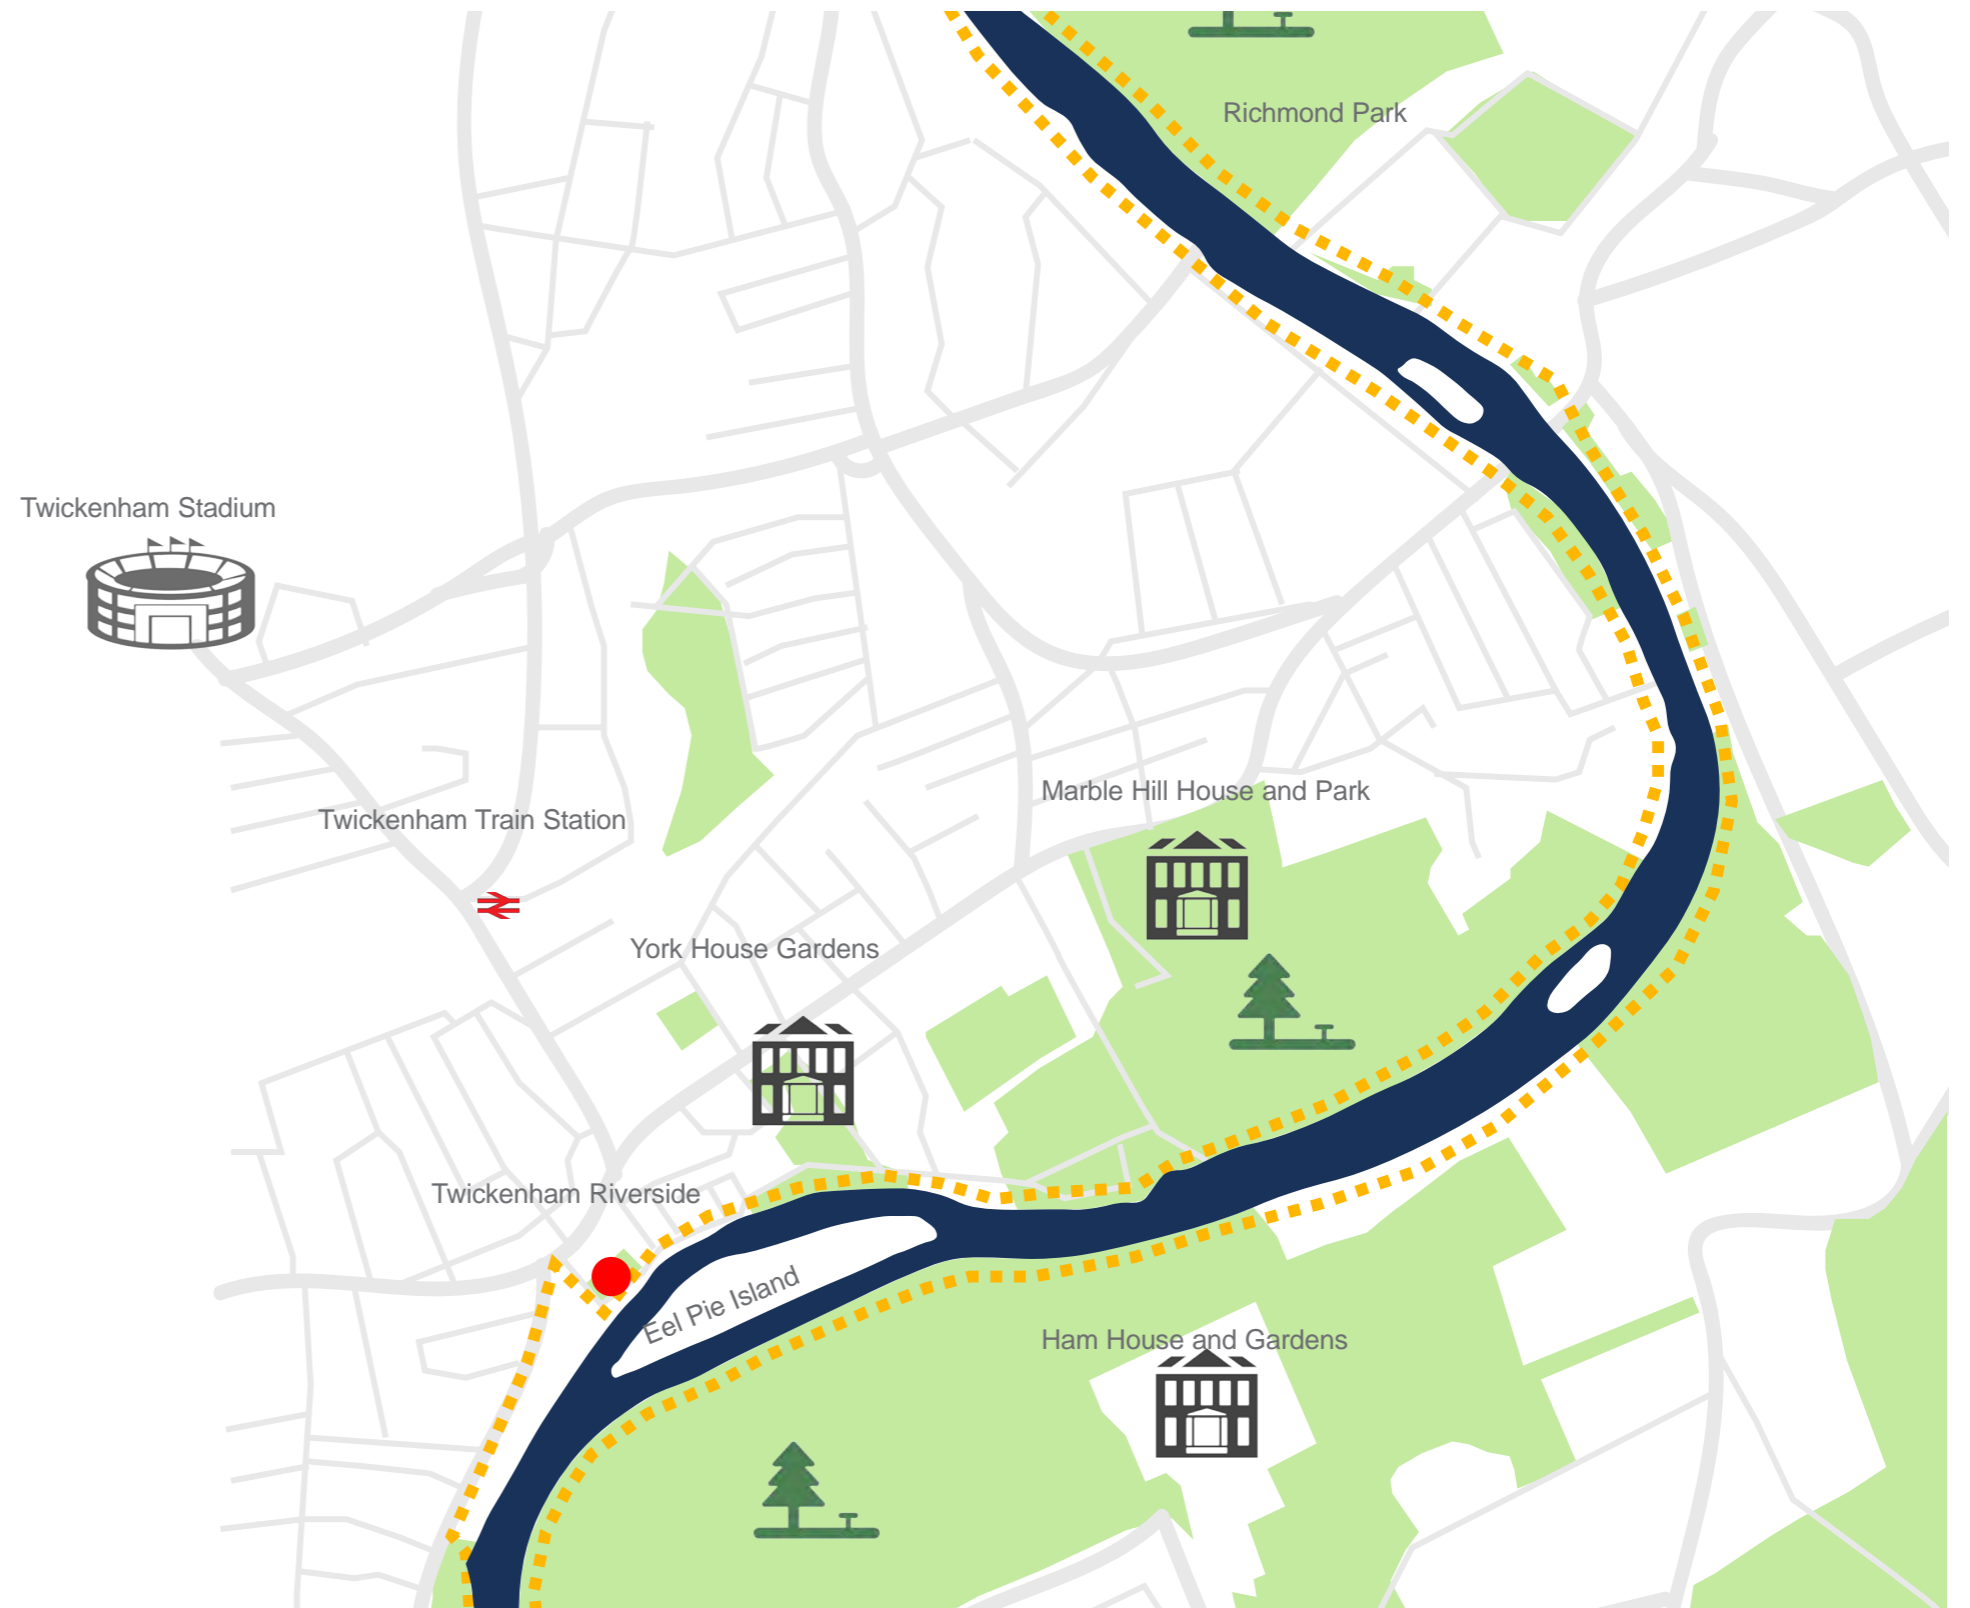 Richmond Park
Twickenham Stadium
Marble Hill House and Park
Twickenham Train Station
York House Gardens
Twickenham Riverside
Eel Pie Island
Ham House and Gardens